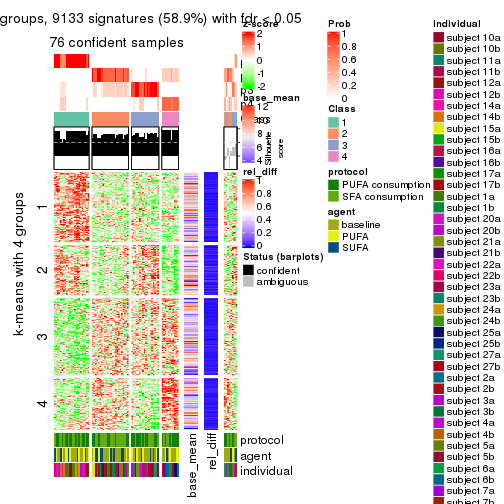 groups, 9133 signatures (58.9%) with fdr < 0.05
76 confident samples
k-means with 4 groups
1
2
3
4
base_mean
rel_diff
protocol
agent
individual
z-score
2
1
0
-1
-2
base_mean
12
10
8
6
4
Silhouette
score
rel_diff
1
0.8
0.6
0.4
0.2
0
Status (barplots)
confident
ambiguous
Prob
1
0.8
0.6
0.4
0.2
0
Class
1
2
3
4
protocol
PUFA consumption
SFA consumption
agent
baseline
PUFA
SUFA
individual
subject 10a
subject 10b
subject 11a
subject 11b
subject 12a
subject 12b
subject 14a
subject 14b
subject 15a
subject 15b
subject 16a
subject 16b
subject 17a
subject 17b
subject 1a
subject 1b
subject 20a
subject 20b
subject 21a
subject 21b
subject 22a
subject 22b
subject 23a
subject 23b
subject 24a
subject 24b
subject 25a
subject 25b
subject 27a
subject 27b
subject 2a
subject 2b
subject 3a
subject 3b
subject 4a
subject 4b
subject 5a
subject 5b
subject 6a
subject 6b
subject 7a
subject 7b